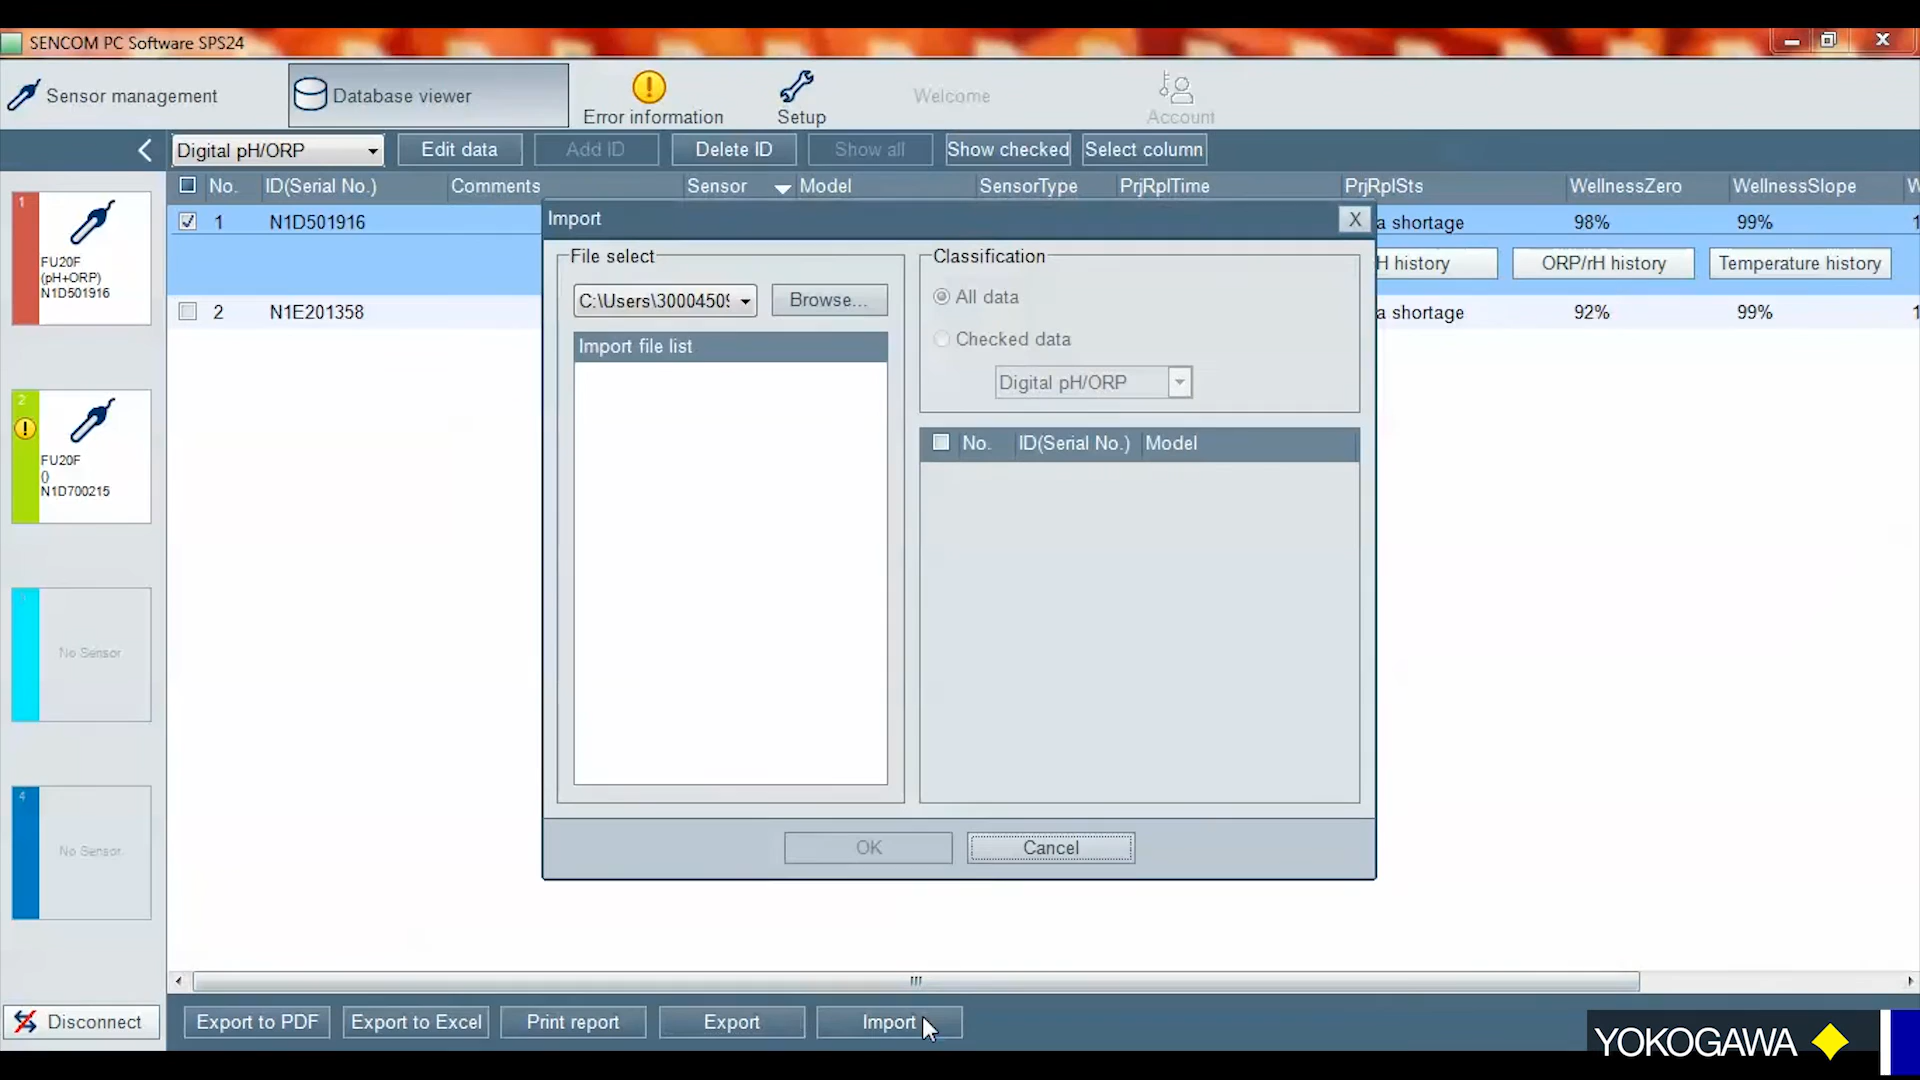 SENCOM PC Software SPS24
Sensor management
Database viewer
Error information
Setup
Welcome
Account
Digital pH/ORP
Edit data
Add ID
Delete ID
Show all
Show checked
Select column
No.
ID(Serial No.)
Comments
Sensor
Model
SensorType
PrjRplTime
PrjRplSts
WellnessZero
WellnessSlope
1
N1D501916
a shortage
98%
99%
H history
ORP/rH history
Temperature history
2
N1E201358
a shortage
92%
99%
1
FU20F
(pH+ORP)
N1D501916
2
FU20F
()
N1D700215
No Sensor
4
No Sensor
Import
X
File select
C:\Users\3000450
Browse...
Import file list
Classification
All data
Checked data
Digital pH/ORP
No.
ID(Serial No.)
Model
OK
Cancel
Disconnect
Export to PDF
Export to Excel
Print report
Export
Import
YOKOGAWA